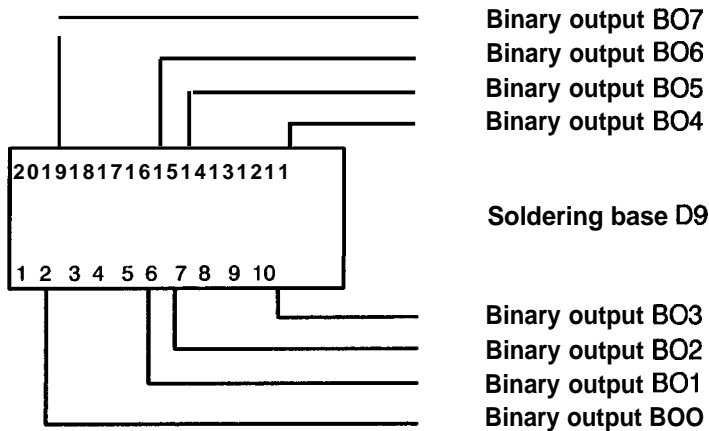 Binary output BO7
Binary output BO6
Binary output BO5
Binary output BO4
20191817161514131211
Soldering base D9
1 2 3 4 5 6 7 8 9 10
Binary output BO3
Binary output BO2
Binary output BO1
Binary output BOO